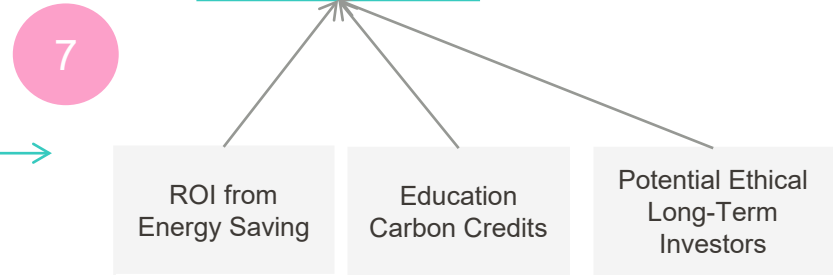 7
ROI from
Energy Saving
Education
Carbon Credits
Potential Ethical
Long-Term
Investors